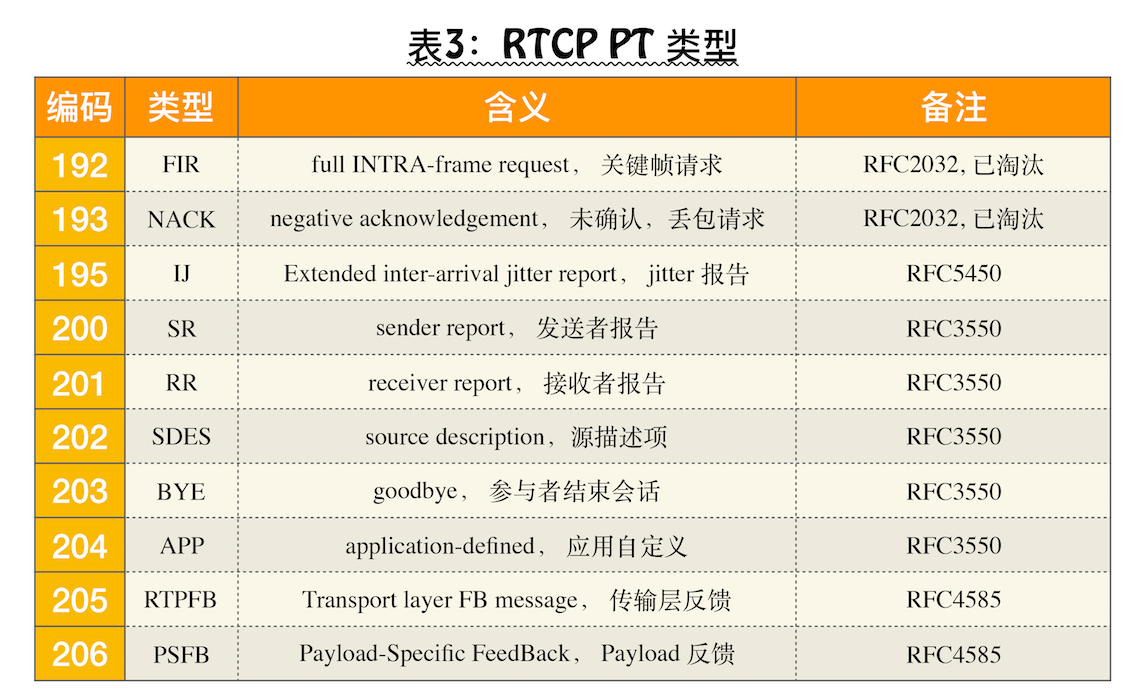 表3：RTCP PT 类型
编码 类型 含义 备注
192 FIR full INTRA-frame request， 关键帧请求 RFC2032, 已淘汰
193 NACK negative acknowledgement， 未确认，丢包请求 RFC2032, 已淘汰
195 IJ Extended inter-arrival jitter report， jitter 报告 RFC5450
200 SR sender report， 发送者报告 RFC3550
201 RR receiver report， 接收者报告 RFC3550
202 SDES source description，源描述项 RFC3550
203 BYE goodbye， 参与者结束会话 RFC3550
204 APP application-defined， 应用自定义 RFC3550
205 RTPFB Transport layer FB message， 传输层反馈 RFC4585
206 PSFB Payload-Specific FeedBack， Payload 反馈 RFC4585